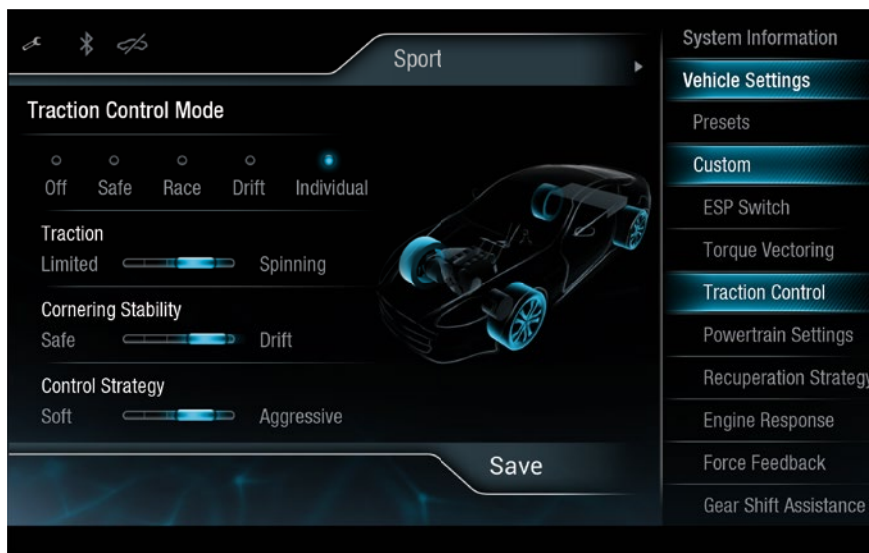 Sport
Traction Control Mode
Off Safe Race Drift Individual
Traction
Limited Spinning
Cornering Stability
Safe Drift
Control Strategy
Soft Aggressive
Save
System Information
Vehicle Settings
Presets
Custom
ESP Switch
Torque Vectoring
Traction Control
Powertrain Settings
Recuperation Strategy
Engine Response
Force Feedback
Gear Shift Assistance